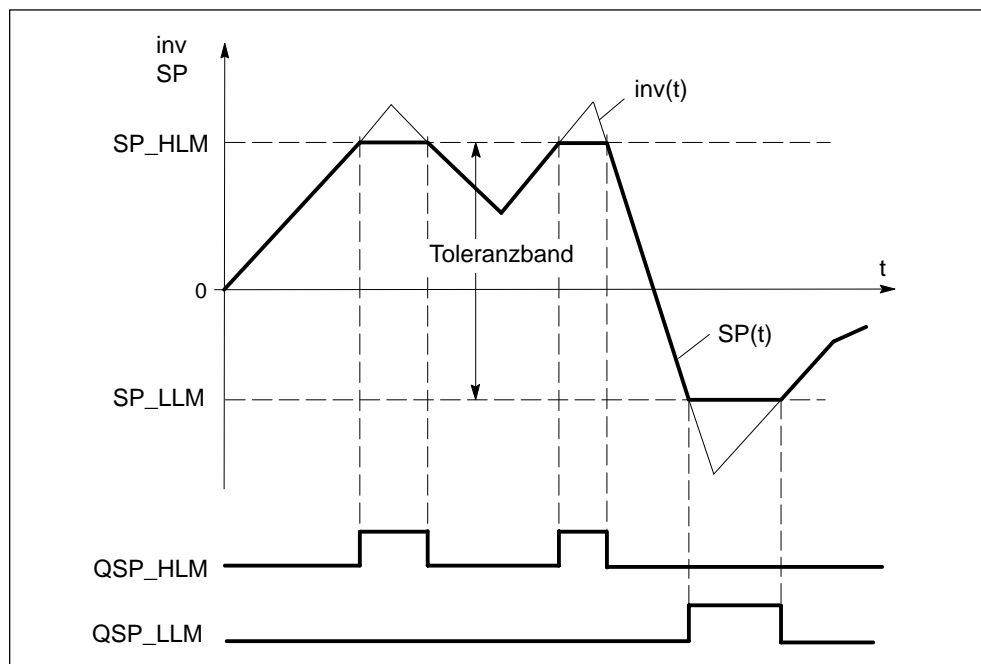 inv
SP
inv(t)
SP_HLM
Toleranzband
t
0
SP(t)
SP_LLM
QSP_HLM
QSP_LLM